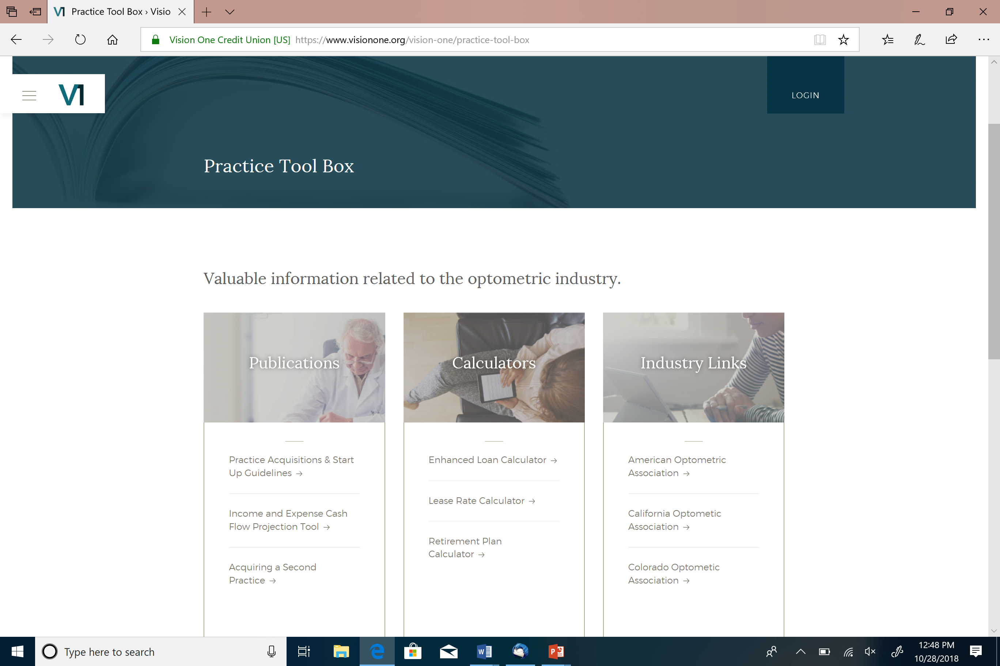 Practice Tool Box › Visio
Vision One Credit Union [US] https://www.visionone.org/vision-one/practice-tool-box
V1
LOGIN
Practice Tool Box
Valuable information related to the optometric industry.
Publications
Practice Acquisitions & Start
Up Guidelines →
Income and Expense Cash
Flow Projection Tool →
Acquiring a Second
Practice →
Calculators
Enhanced Loan Calculator →
Lease Rate Calculator →
Retirement Plan
Calculator →
Industry Links
American Optometric
Association →
California Optometic
Association →
Colorado Optometic
Association →
Type here to search
12:48 PM
10/28/2018